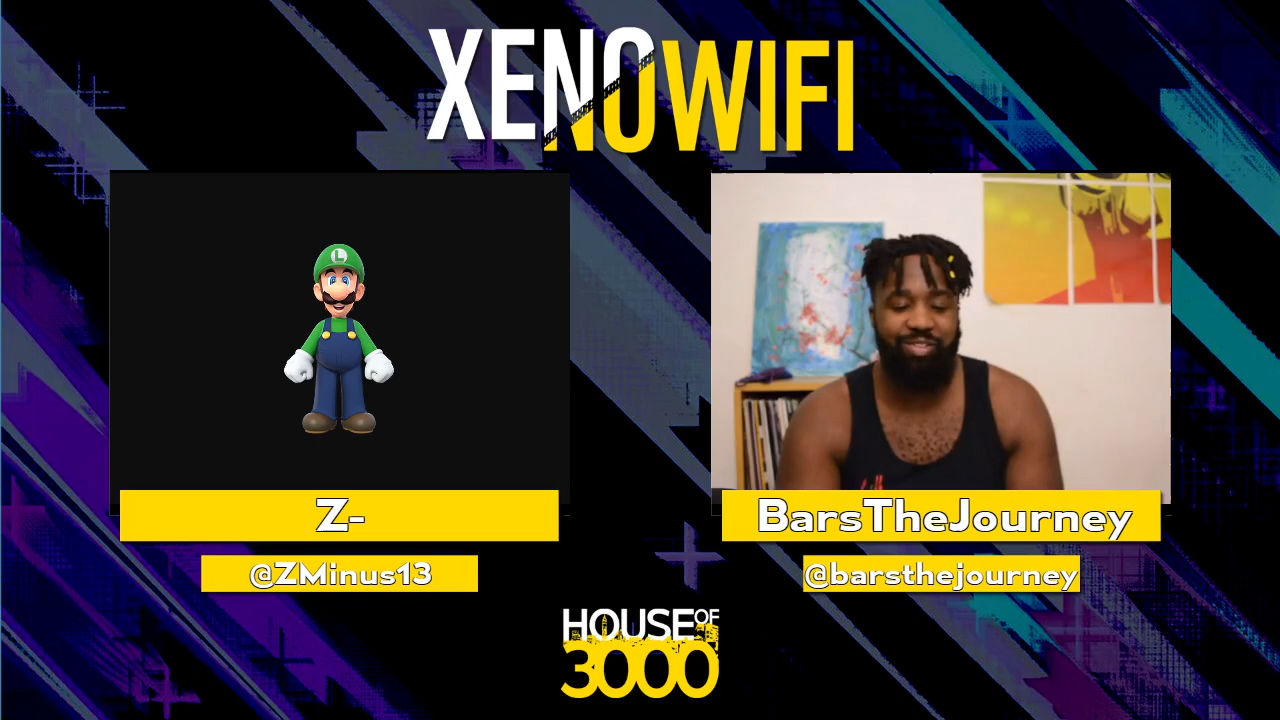 XENOWIFI
L
Z-
BarsTheJourney
@ZMinus13
@barsthejourney
HOUSE OF
3000